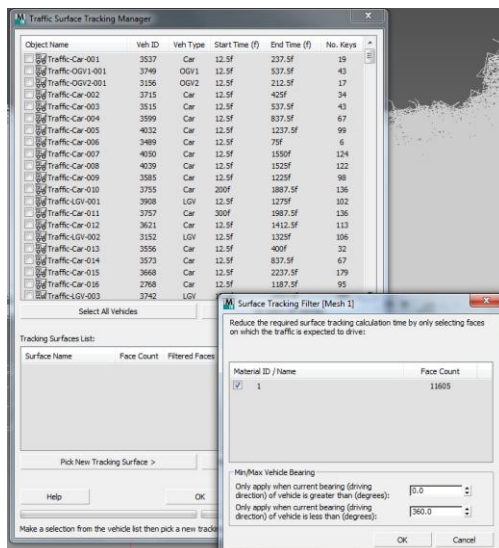 Traffic Surface Tracking Manager
Object Name Veh ID Veh Type Start Time (f) End Time (f) No. Keys
Traffic-Car-001 3537 Car 12.5f 237.5f 19
Traffic-OGV1-001 3749 OGV1 12.5f 537.5f 43
Traffic-OGV2-001 3156 OGV2 12.5f 212.5f 17
Traffic-Car-002 3715 Car 12.5f 425f 34
Traffic-Car-003 3515 Car 12.5f 537.5f 43
Traffic-Car-004 3599 Car 12.5f 837.5f 67
Traffic-Car-005 4032 Car 12.5f 1237.5f 99
Traffic-Car-006 3489 Car 12.5f 75f 6
Traffic-Car-007 4050 Car 12.5f 1550f 124
Traffic-Car-008 4039 Car 12.5f 1525f 122
Traffic-Car-009 3585 Car 12.5f 1225f 98
Traffic-Car-010 3755 Car 200f 1887.5f 136
Traffic-LGV-001 3908 LGV 12.5f 1275f 102
Traffic-Car-011 3757 Car 300f 1987.5f 136
Traffic-Car-012 3621 Car 12.5f 1412.5f 113
Traffic-LGV-002 3152 LGV 12.5f 1325f 106
Traffic-Car-013 3556 Car 12.5f 400f 32
Traffic-Car-014 3573 Car 12.5f 837.5f 67
Traffic-Car-015 3668 Car 12.5f 2237.5f 179
Traffic-Car-016 2768 Car 12.5f 1187.5f 95
Traffic-LGV-003 3742 LGV
Select All Vehicles
Tracking Surfaces List:
Surface Name Face Count Filtered Faces
Pick New Tracking Surface >
Help OK
Make a selection from the vehicle list then pick a new track
Surface Tracking Filter [Mesh 1]
Reduce the required surface tracking calculation time by only selecting faces
on which the traffic is expected to drive:
Material ID / Name Face Count
1 11605
Min/Max Vehicle Bearing
Only apply when current bearing (driving
direction) of vehicle is greater than (degrees): 0.0
Only apply when current bearing (driving
direction) of vehicle is less than (degrees): 360.0
OK Cancel